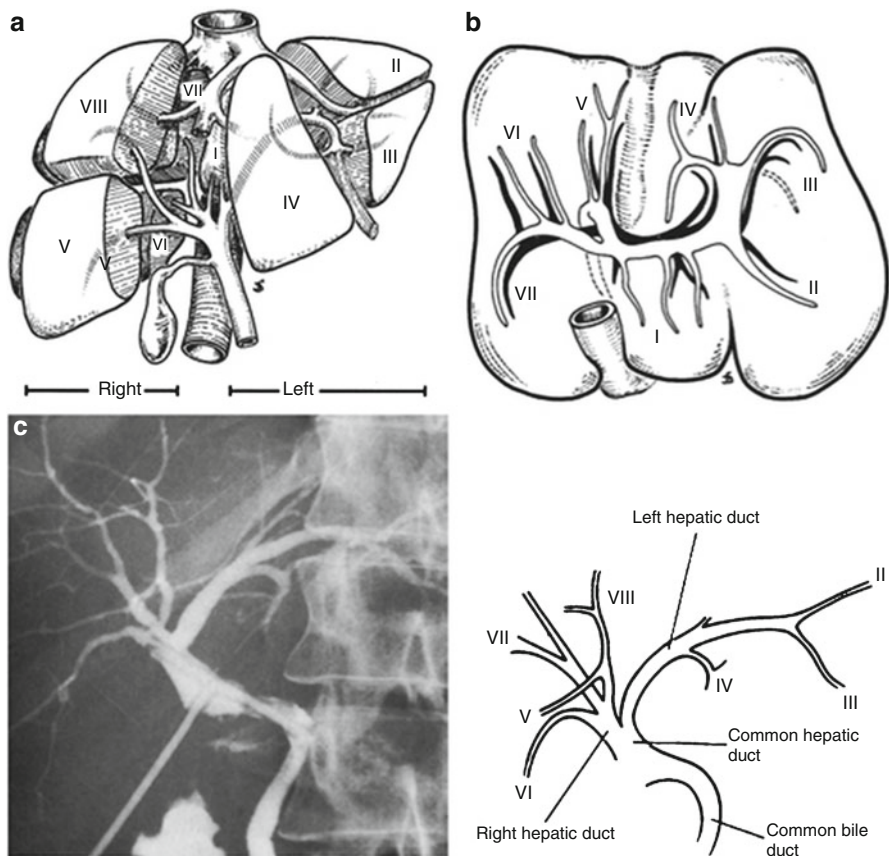 a
VIII
VII
II
I
III
IV
V
V
VI
Right
Left
b
V
IV
VI
III
VII
II
I
c
Left hepatic duct
II
VIII
VII
IV
III
V
Common hepatic
duct
VI
Right hepatic duct
Common bile
duct